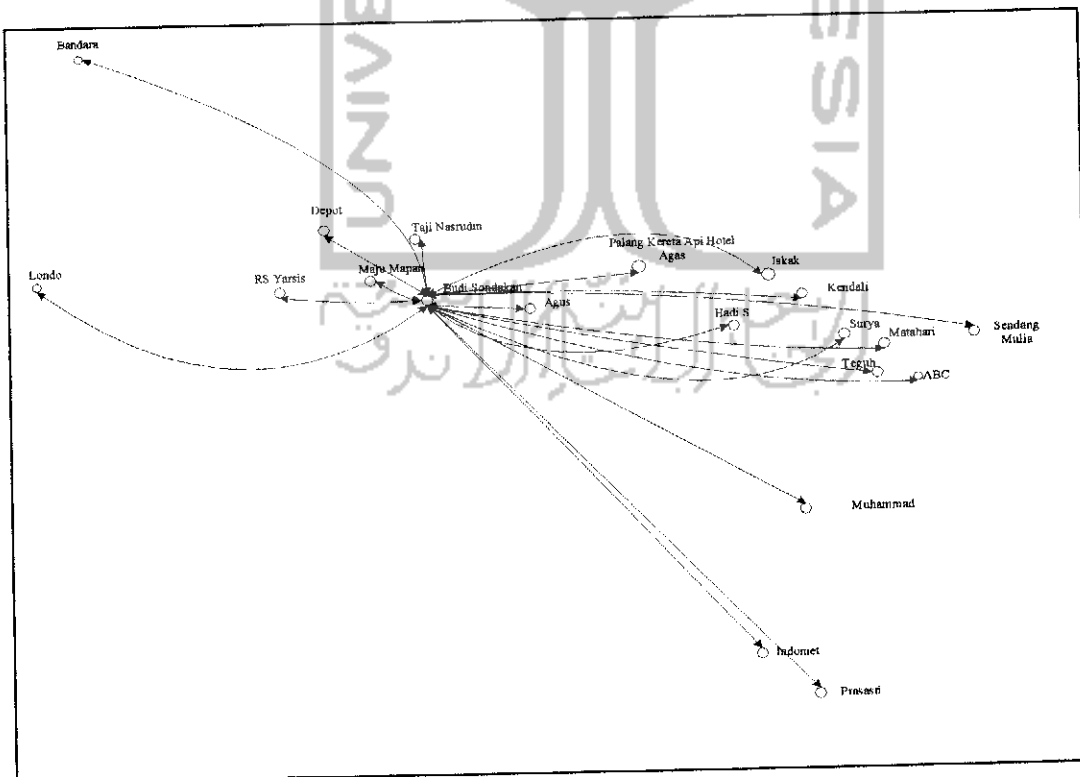 Bandara
Depot
Taji Nasrudin
Palang Kereta Api Hotel
Agas
Iskak
Londo
RS Yarsis
Maju Mapan
Budi Sondakan
Kendali
Agus
Hadi S
Surya
Matahari
Sendang
Mulia
Teguh
ABC
Muhammad
Indomet
Prasasti
ESIA